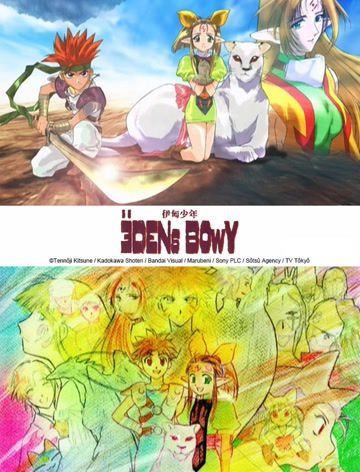 伊甸少年
ËDENs BOWY
©Tennōji Kitsune / Kadokawa Shoten / Bandai Visual / Marubeni / Sony PLC / Sōtsū Agency / TV Tōkyō